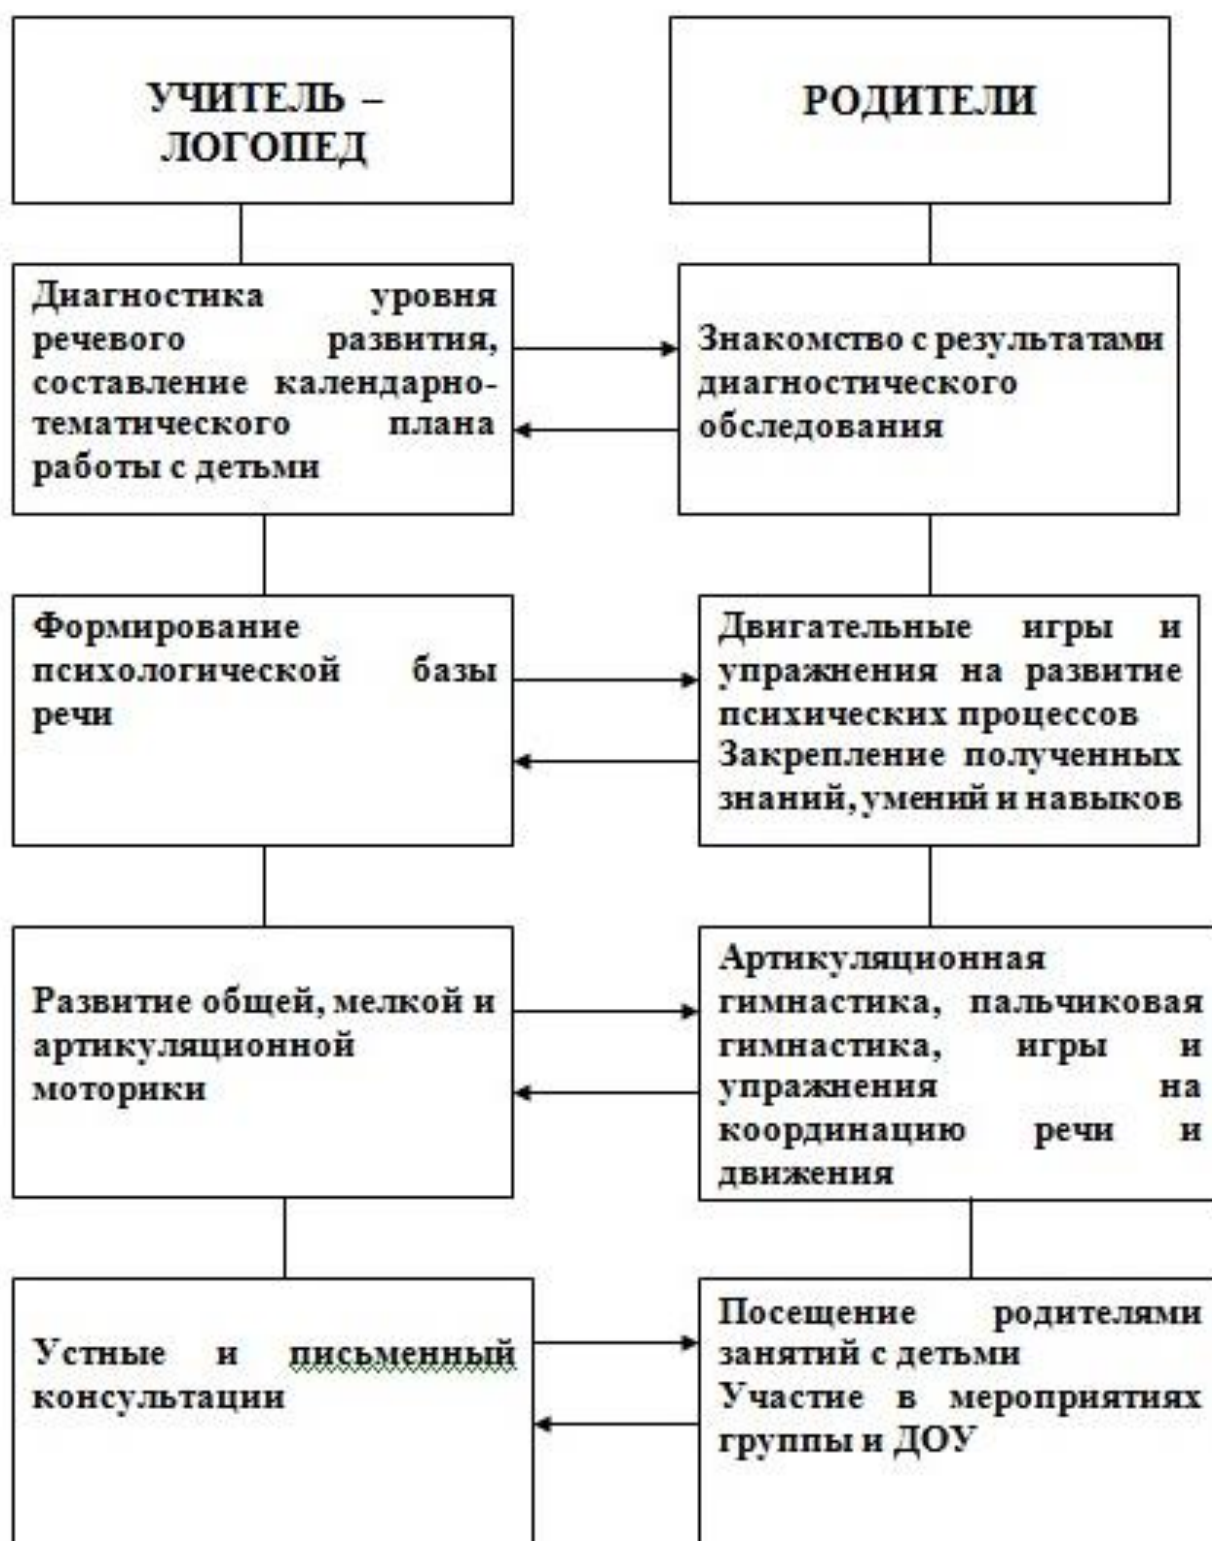 УЧИТЕЛЬ –
ЛОГОПЕД
РОДИТЕЛИ
Диагностика уровня
речевого развития,
составление календарно-
тематического плана
работы с детьми
Знакомство с результатами
диагностического
обследования
Формирование
психологической базы
речи
Двигательные игры и
упражнения на развитие
психических процессов
Закрепление полученных
знаний, умений и навыков
Развитие общей, мелкой и
артикуляционной
моторики
Артикуляционная
гимнастика, пальчиковая
гимнастика, игры и
упражнения на
координацию речи и
движения
Устные и письменный
консультации
Посещение родителями
занятий с детьми
Участие в мероприятиях
группы и ДОУ